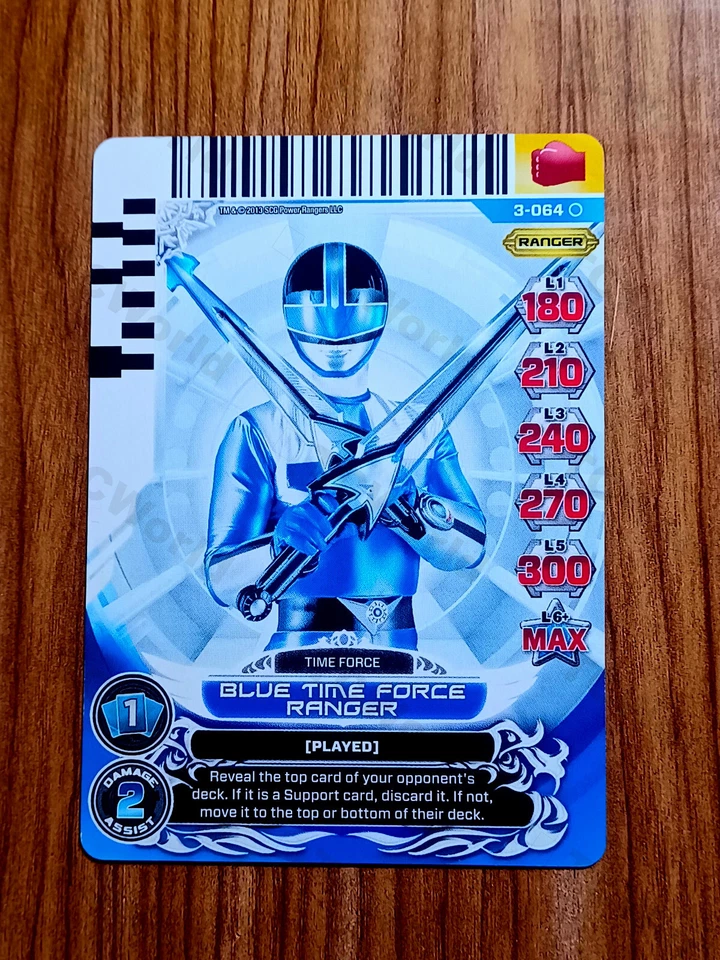 TM & © 2013 SCG Power Rangers LLC
3-064
RANGER
L1
180
L2
210
L3
240
L4
270
L5
300
L6+
MAX
TIME FORCE
BLUE TIME FORCE
RANGER
1
[PLAYED]
DAMAGE
2
ASSIST
Reveal the top card of your opponent's
deck. If it is a Support card, discard it. If not,
move it to the top or bottom of their deck.